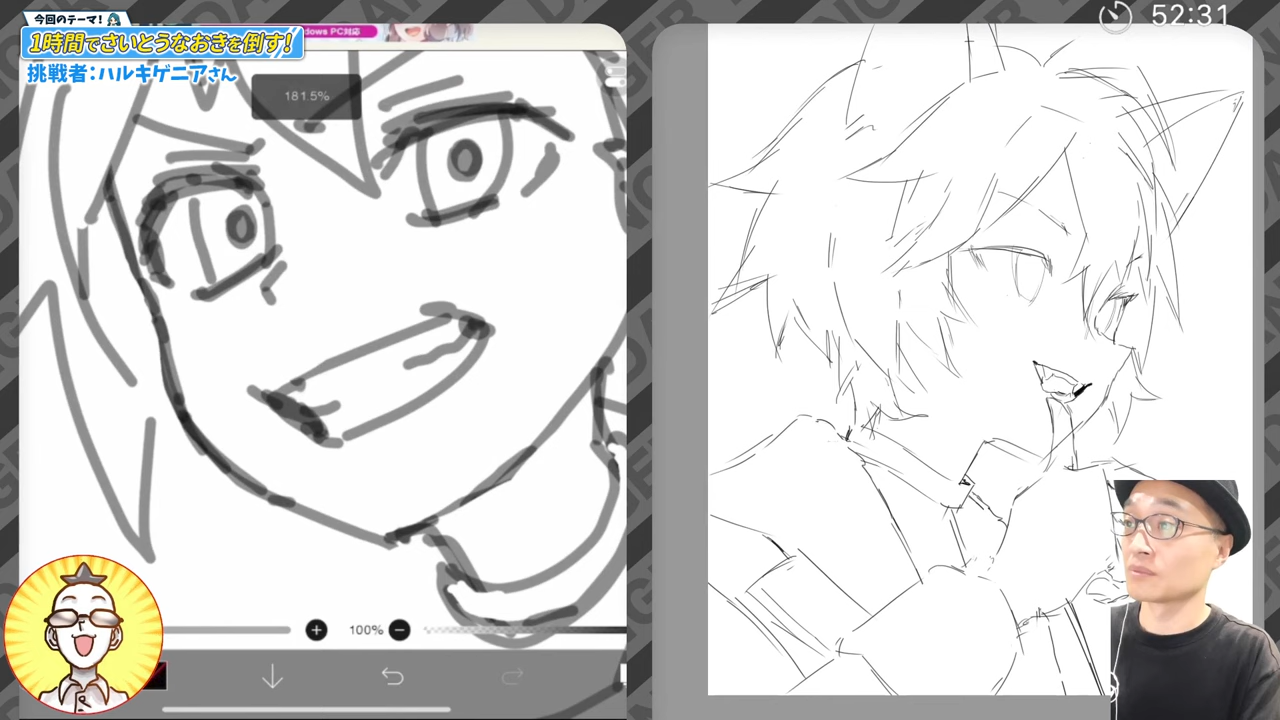 今回のテーマ!
1時間でさいとうなおきを倒す!
挑戦者:ハルキゲニアさん
dows PC対応
181.5%
52:31
100%